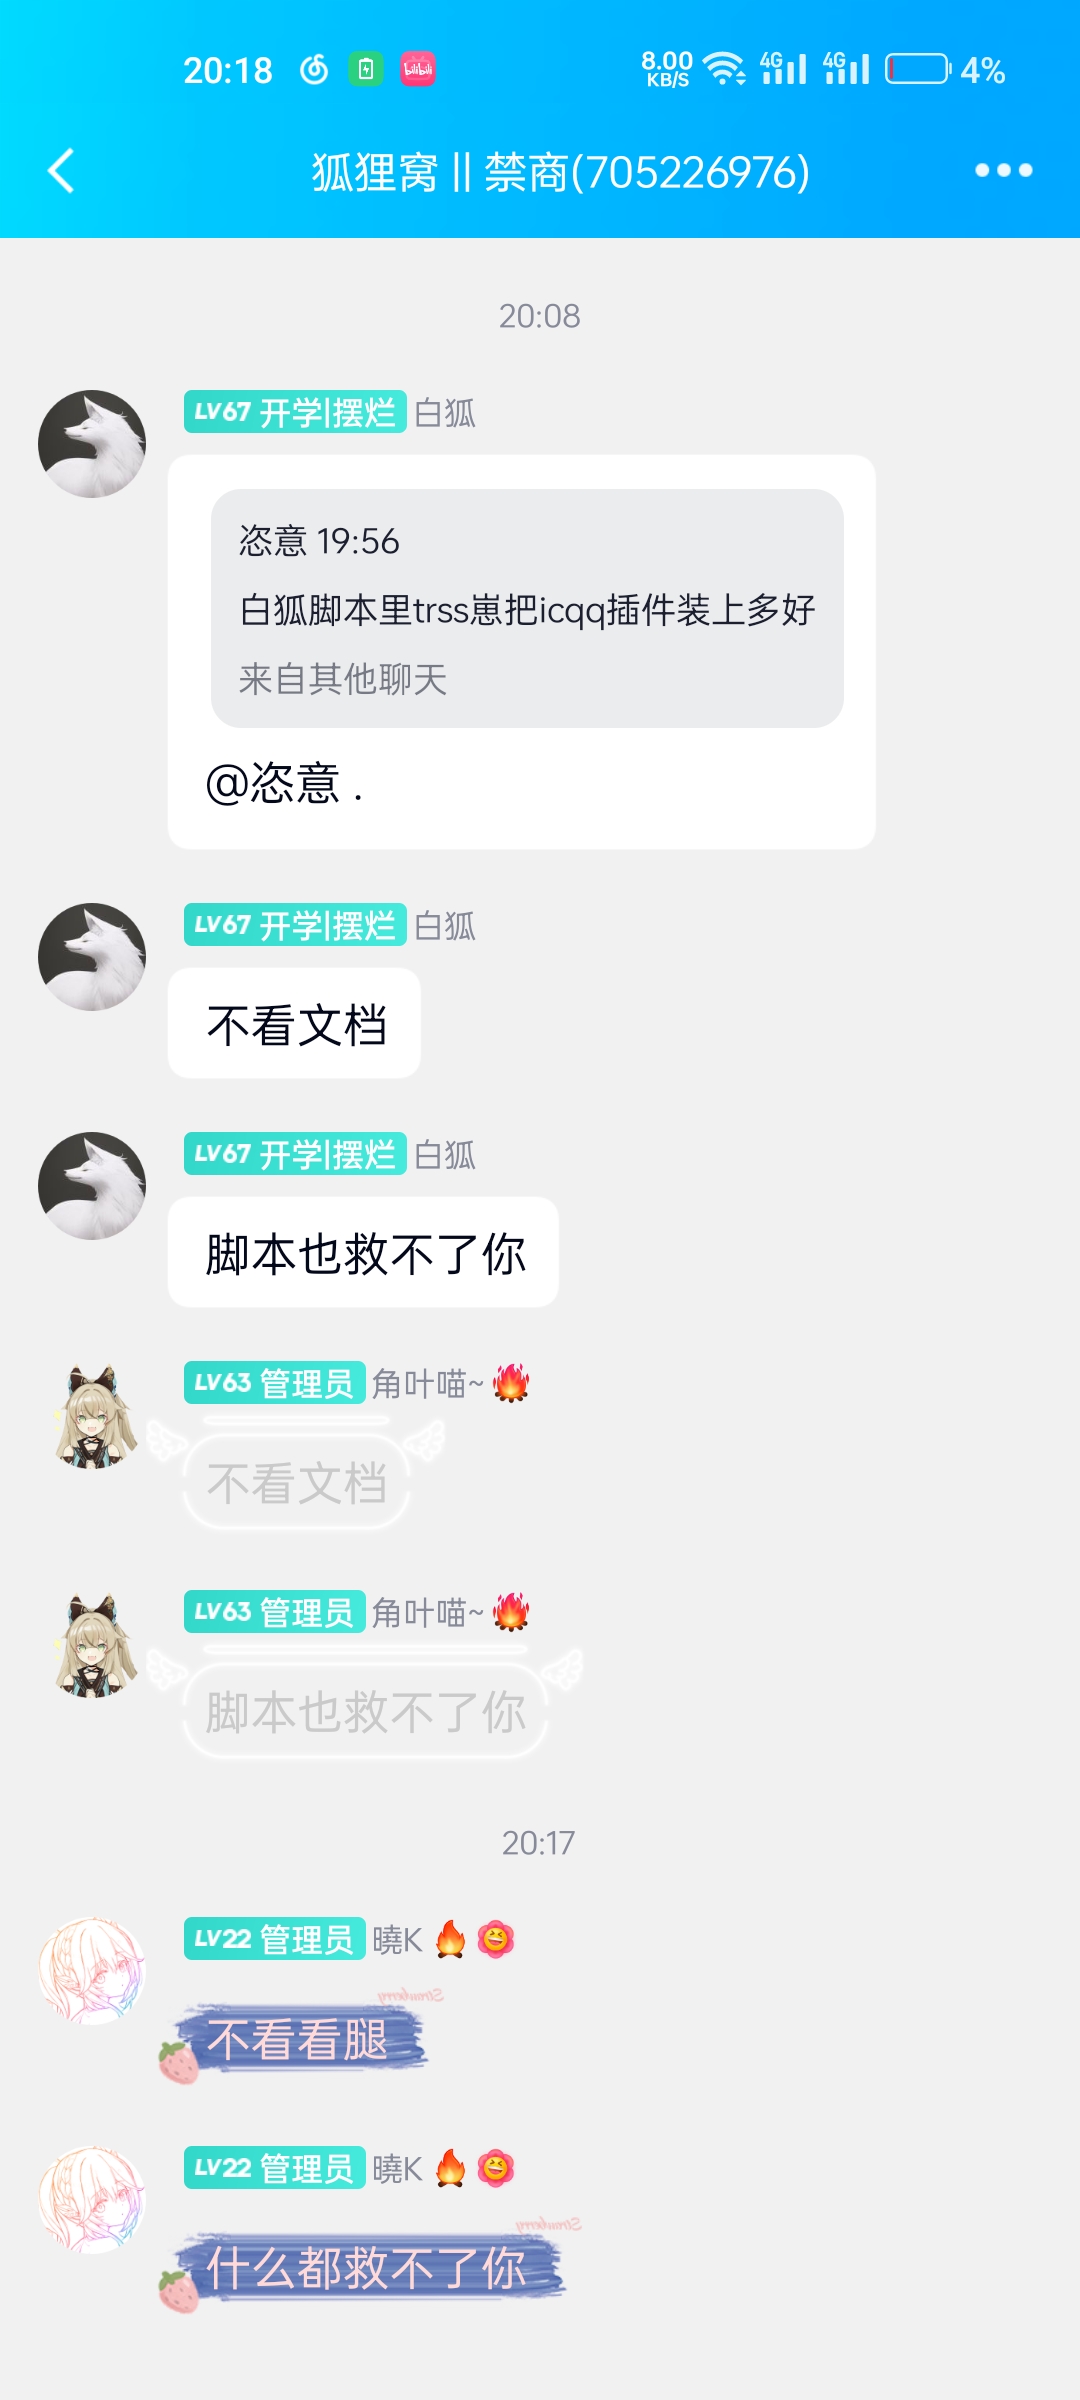 20:18
bilibili
8.00
KB/S
4G
4G
4%
狐狸窝 || 禁商(705226976)
20:08
LV67 开学|摆烂 白狐
恣意 19:56
白狐脚本里trss崽把icqq插件装上多好
来自其他聊天
@恣意 .
LV67 开学|摆烂 白狐
不看文档
LV67 开学|摆烂 白狐
脚本也救不了你
LV63 管理员 角叶喵~
不看文档
LV63 管理员 角叶喵~
脚本也救不了你
20:17
LV22 管理员 曉K
Strawberry
不看看腿
LV22 管理员 曉K
Strawberry
什么都救不了你